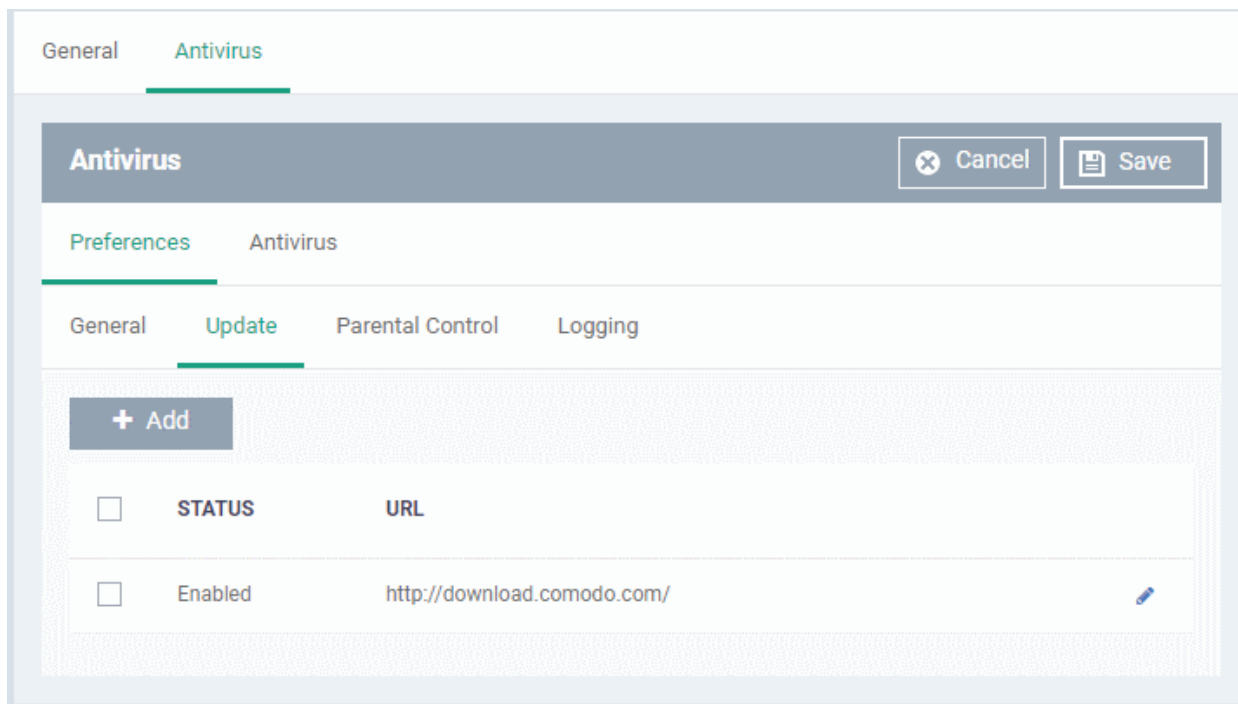 General Antivirus
Antivirus Cancel Save
Preferences Antivirus
General Update Parental Control Logging
+ Add
STATUS URL
Enabled http://download.comodo.com/